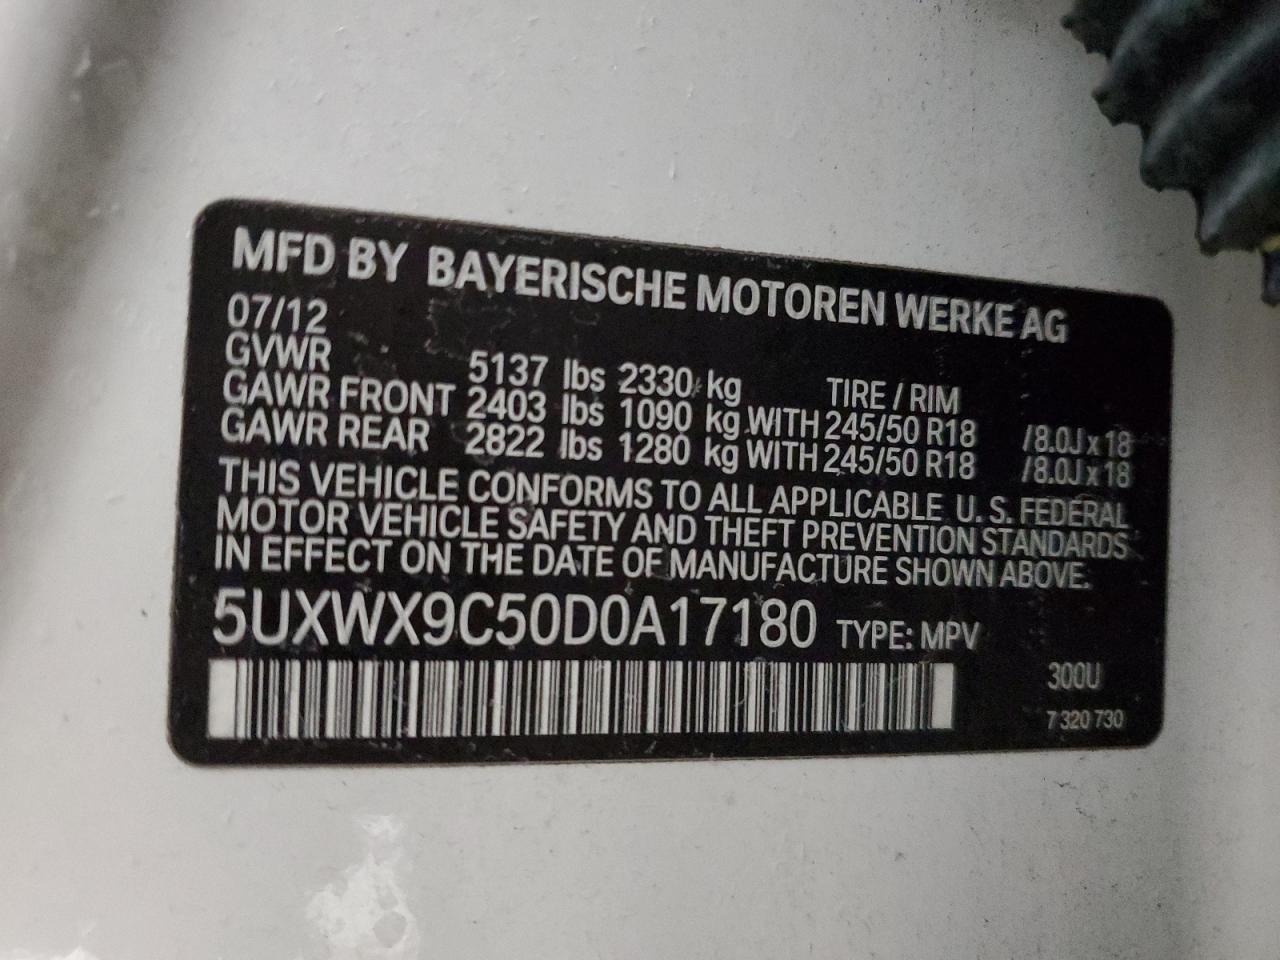 MFD BY BAYERISCHE MOTOREN WERKE AG
07/12
GVWR 5137 lbs 2330 kg TIRE / RIM
GAWR FRONT 2403 lbs 1090 kg WITH 245/50 R18 /8.0J x 18
GAWR REAR 2822 lbs 1280 kg WITH 245/50 R18 /8.0J x 18
THIS VEHICLE CONFORMS TO ALL APPLICABLE U. S. FEDERAL
MOTOR VEHICLE SAFETY AND THEFT PREVENTION STANDARDS
IN EFFECT ON THE DATE OF MANUFACTURE SHOWN ABOVE.
5UXWX9C50D0A17180 TYPE: MPV
300U
7 320 730